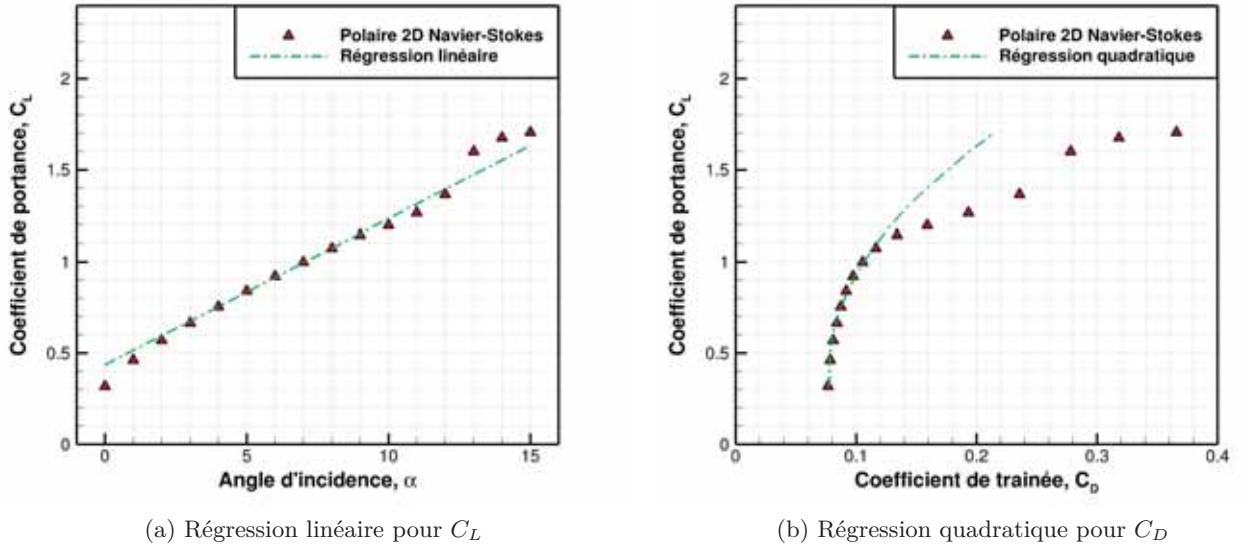 Polaire 2D Navier-Stokes
Régression linéaire
2
1.5
1
0.5
0
0
5
10
15
Coefficient de portance, C_L
Angle d'incidence, α
(a) Régression linéaire pour C_L
Polaire 2D Navier-Stokes
Régression quadratique
2
1.5
1
0.5
0
0
0.1
0.2
0.3
0.4
Coefficient de portance, C_L
Coefficient de trainée, C_D
(b) Régression quadratique pour C_D